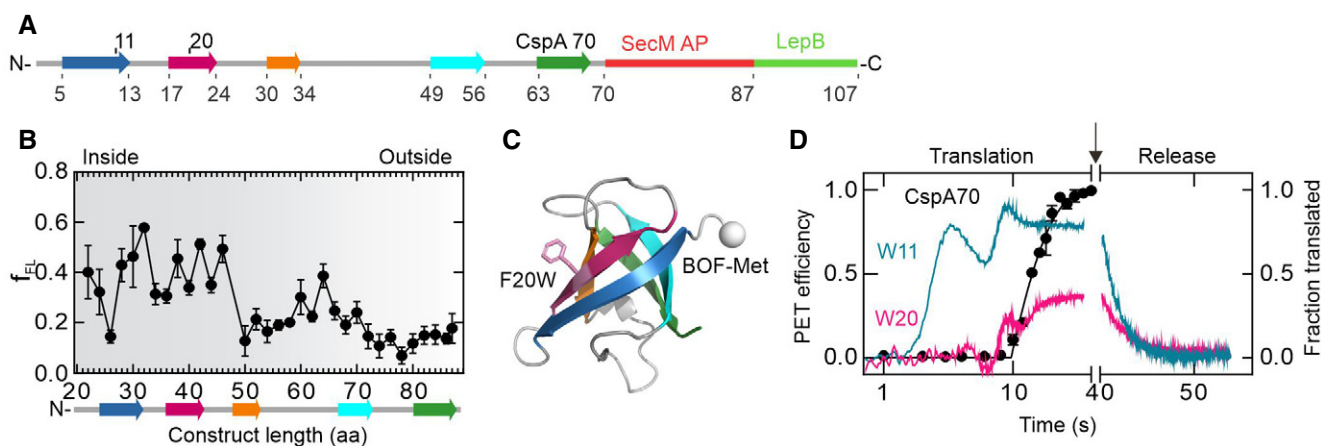 A
11 20 CspA 70 SecM AP LepB
N- -C
5 13 17 24 30 34 49 56 63 70 87 107
B
Inside Outside
f_FL
0.8
0.6
0.4
0.2
0.0
20 30 40 50 60 70 80
N-
Construct length (aa)
C
F20W
BOF-Met
D
Translation Release
CspA70
W11
W20
PET efficiency
1.0
0.5
0.0
1.0
0.5
0.0
Fraction translated
1 10 40 50
Time (s)